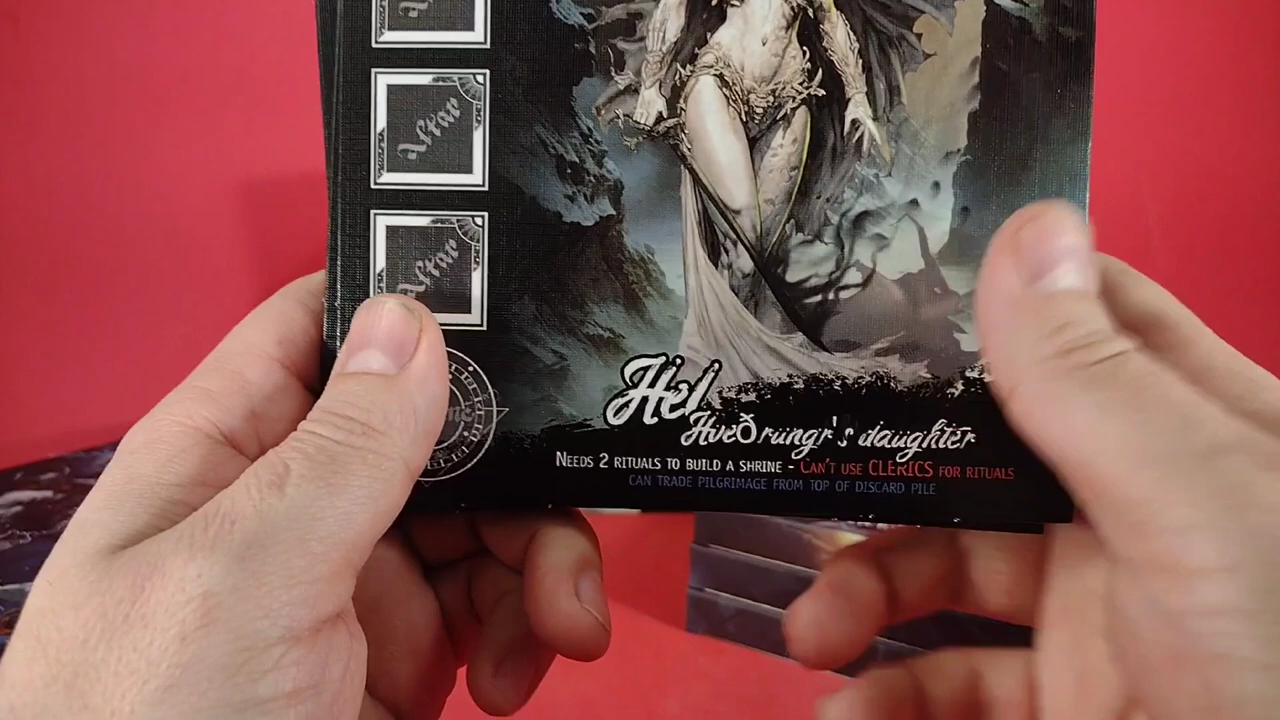 Altar
Altar
Hel
Hveðrungr's daughter
NEEDS 2 RITUALS TO BUILD A SHRINE - CAN'T USE CLERICS FOR RITUALS
CAN TRADE PILGRIMAGE FROM TOP OF DISCARD PILE